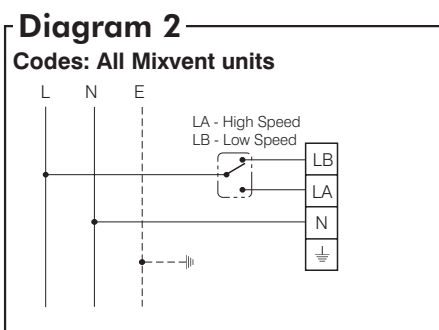 Diagram 2
Codes: All Mixvent units
L N E
LA - High Speed
LB - Low Speed
LB
LA
N